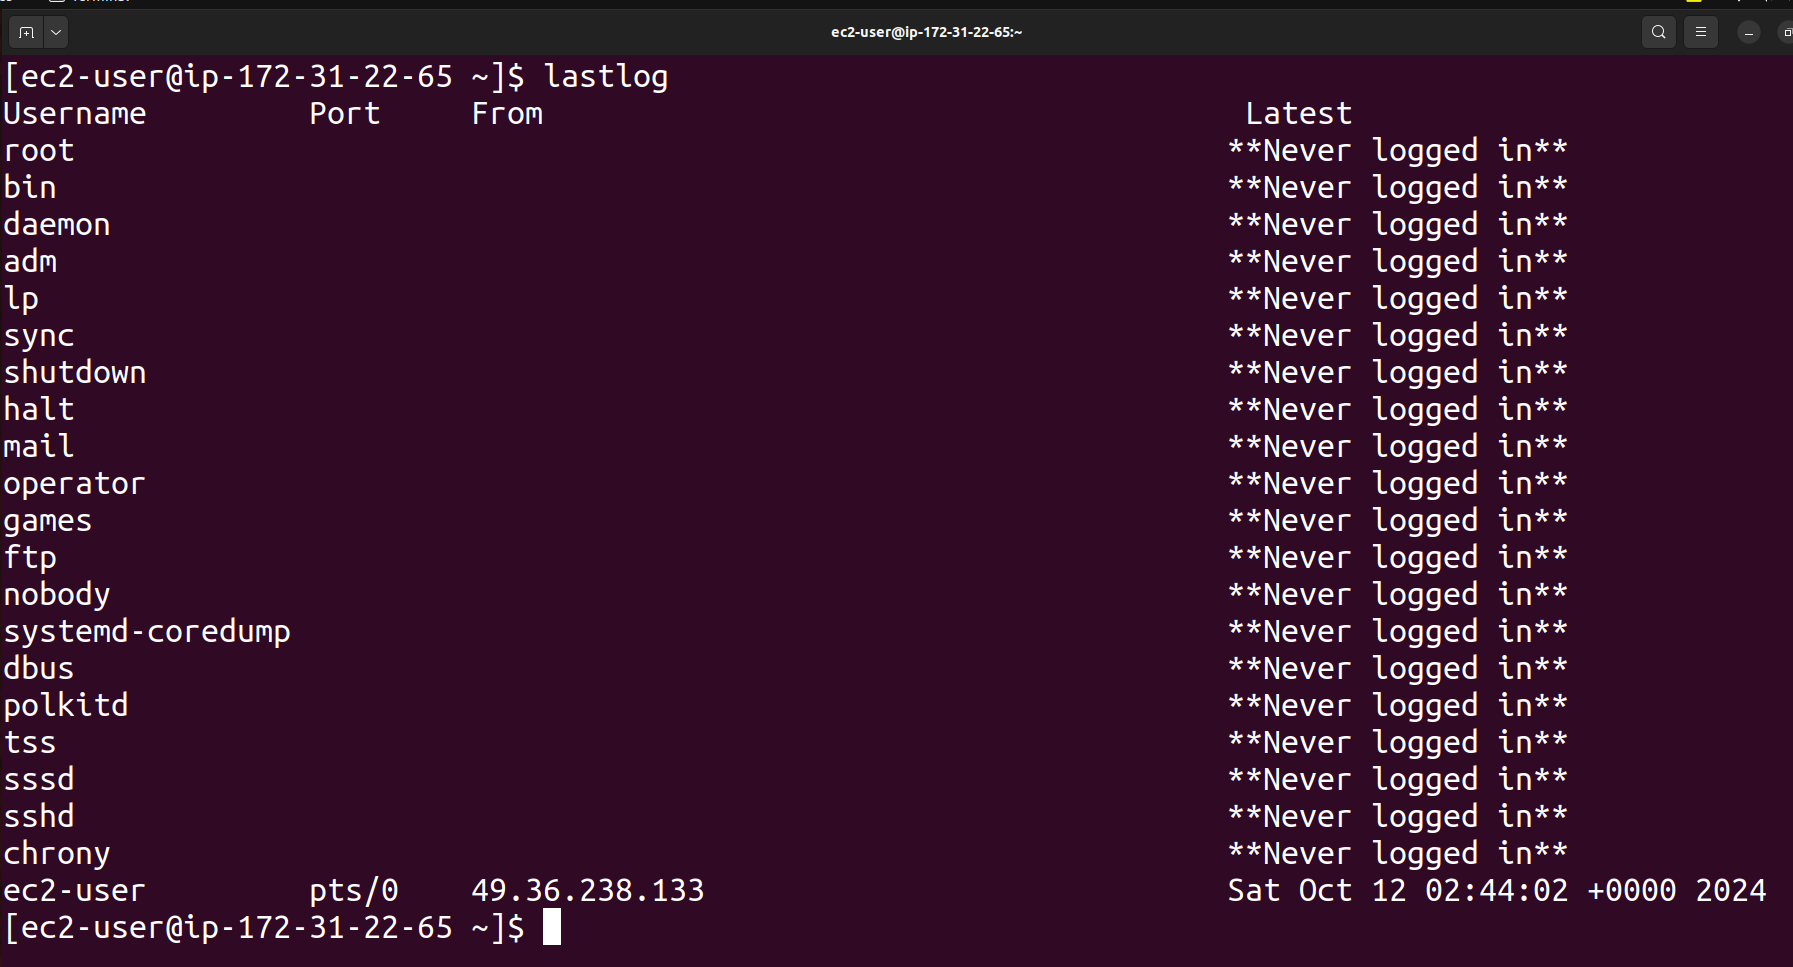 ec2-user@ip-172-31-22-65:~
[ec2-user@ip-172-31-22-65 ~]$ lastlog
Username         Port     From                                       Latest
root                                                                **Never logged in**
bin                                                                 **Never logged in**
daemon                                                              **Never logged in**
adm                                                                 **Never logged in**
lp                                                                  **Never logged in**
sync                                                                **Never logged in**
shutdown                                                            **Never logged in**
halt                                                                **Never logged in**
mail                                                                **Never logged in**
operator                                                            **Never logged in**
games                                                               **Never logged in**
ftp                                                                 **Never logged in**
nobody                                                              **Never logged in**
systemd-coredump                                                    **Never logged in**
dbus                                                                **Never logged in**
polkitd                                                             **Never logged in**
tss                                                                 **Never logged in**
sssd                                                                **Never logged in**
sshd                                                                **Never logged in**
chrony                                                              **Never logged in**
ec2-user         pts/0    49.36.238.133                             Sat Oct 12 02:44:02 +0000 2024
[ec2-user@ip-172-31-22-65 ~]$